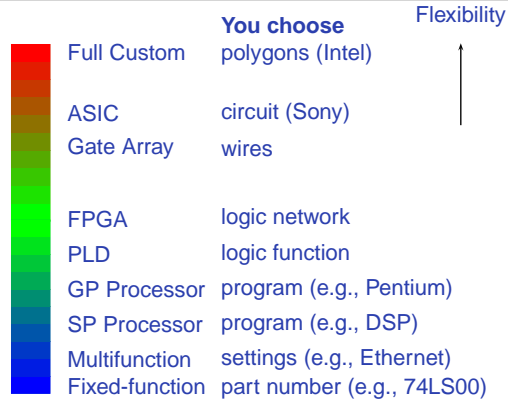 Flexibility
You choose
Full Custom polygons (Intel)
ASIC circuit (Sony)
Gate Array wires
FPGA logic network
PLD logic function
GP Processor program (e.g., Pentium)
SP Processor program (e.g., DSP)
Multifunction settings (e.g., Ethernet)
Fixed-function part number (e.g., 74LS00)